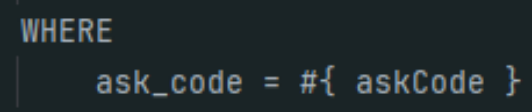 WHERE
ask_code = #{ askCode }